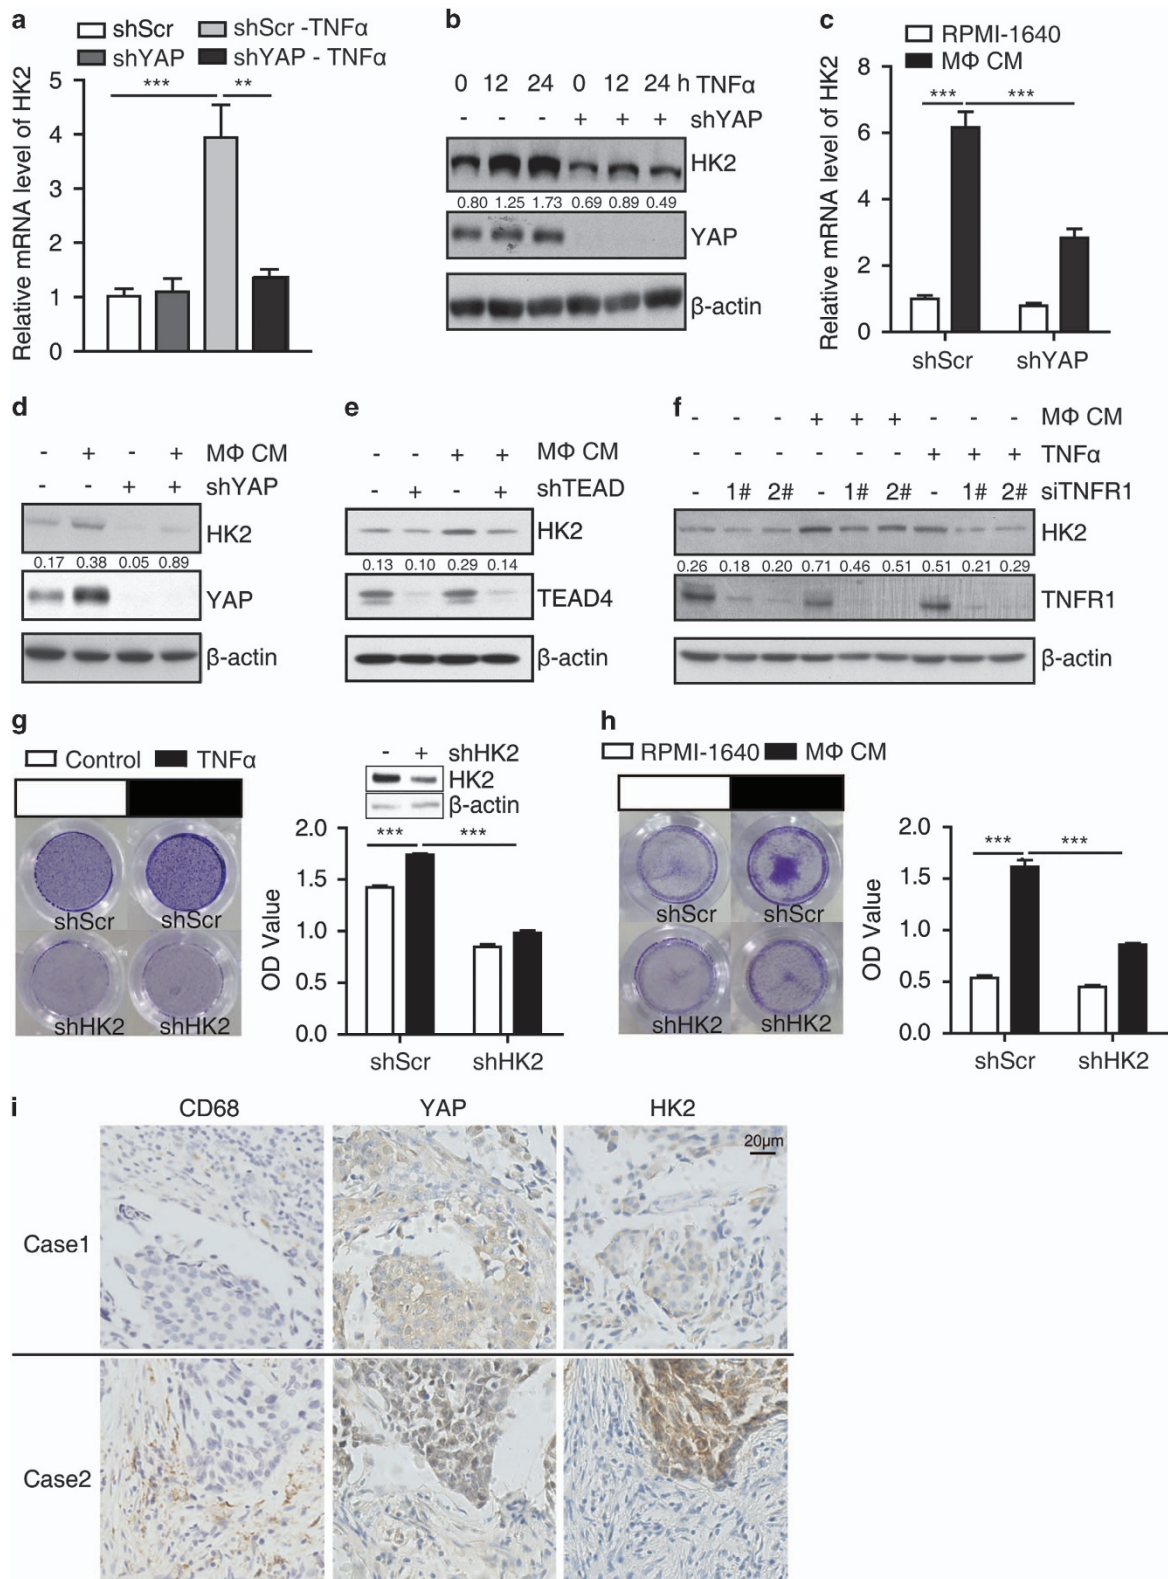 a
shScr
shScr -TNFα
shYAP
shYAP - TNFα
Relative mRNA level of HK2
5
4
3
2
1
0
***
**
b
0 12 24 0 12 24 h TNFα
- - - + + + shYAP
HK2
0.80 1.25 1.73 0.69 0.89 0.49
YAP
β-actin
c
RPMI-1640
MΦ CM
Relative mRNA level of HK2
8
6
4
2
0
***
***
shScr
shYAP
d
- + - + MΦ CM
- - + + shYAP
HK2
0.17 0.38 0.05 0.89
YAP
β-actin
e
- - + + MΦ CM
- + - + shTEAD
HK2
0.13 0.10 0.29 0.14
TEAD4
β-actin
f
- - - + + + - - - MΦ CM
- - - - - - + + + TNFα
- 1# 2# - 1# 2# - 1# 2# siTNFR1
HK2
0.26 0.18 0.20 0.71 0.46 0.51 0.51 0.21 0.29
TNFR1
β-actin
g
Control
TNFα
shScr
shScr
shHK2
shHK2
- + shHK2
HK2
β-actin
OD Value
2.0
1.5
1.0
0.5
0.0
***
***
shScr
shHK2
h
RPMI-1640
MΦ CM
shScr
shScr
shHK2
shHK2
OD Value
2.0
1.5
1.0
0.5
0.0
***
***
shScr
shHK2
i
CD68
YAP
HK2
20μm
Case1
Case2